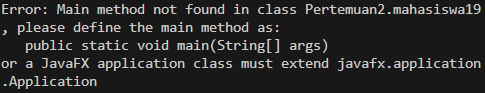 Error: Main method not found in class Pertemuan2.mahasiswa19
, please define the main method as:
   public static void main(String[] args)
or a JavaFX application class must extend javafx.application
.Application